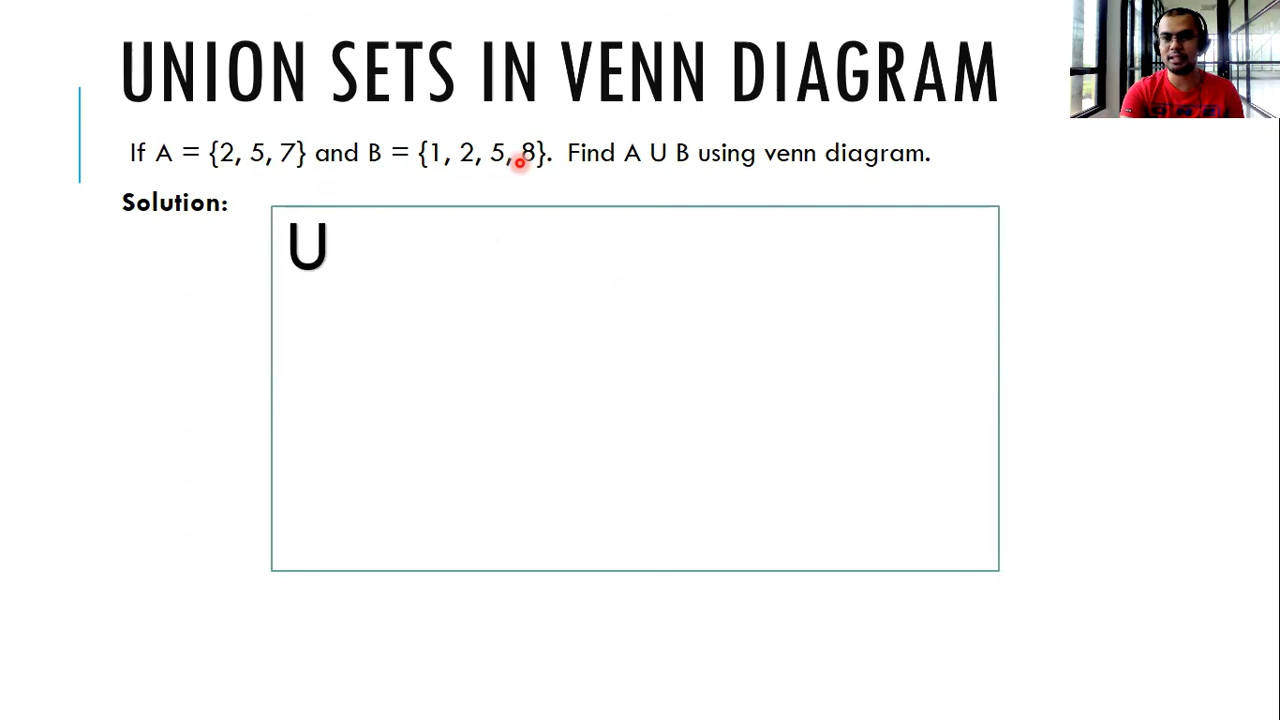 UNION SETS IN VENN DIAGRAM
If A = {2, 5, 7} and B = {1, 2, 5, 8}. Find A U B using venn diagram.
Solution:
U